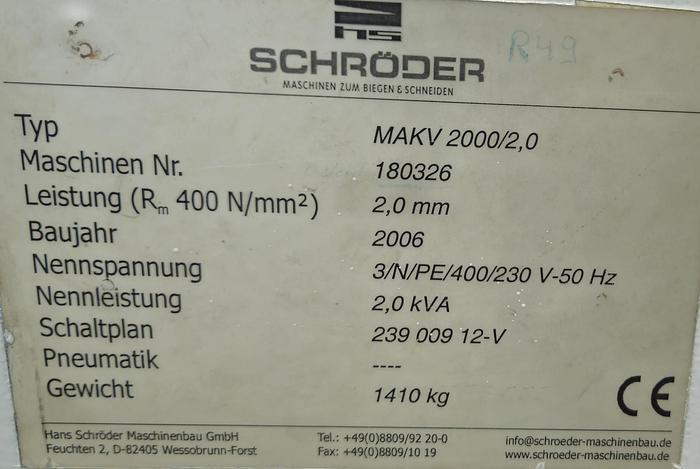 hs
R49
SCHRÖDER
MASCHINEN ZUM BIEGEN & SCHNEIDEN
Typ MAKV 2000/2,0
Maschinen Nr. 180326
Leistung (Rm 400 N/mm²) 2,0 mm
Baujahr 2006
Nennspannung 3/N/PE/400/230 V-50 Hz
Nennleistung 2,0 kVA
Schaltplan 239 009 12-V
Pneumatik ----
Gewicht 1410 kg
CE
Hans Schröder Maschinenbau GmbH Tel.: +49(0)8809/92 20-0 info@schroeder-maschinenbau.de
Feuchten 2, D-82405 Wessobrunn-Forst Fax: +49(0)8809/10 19 www.schroeder-maschinenbau.de